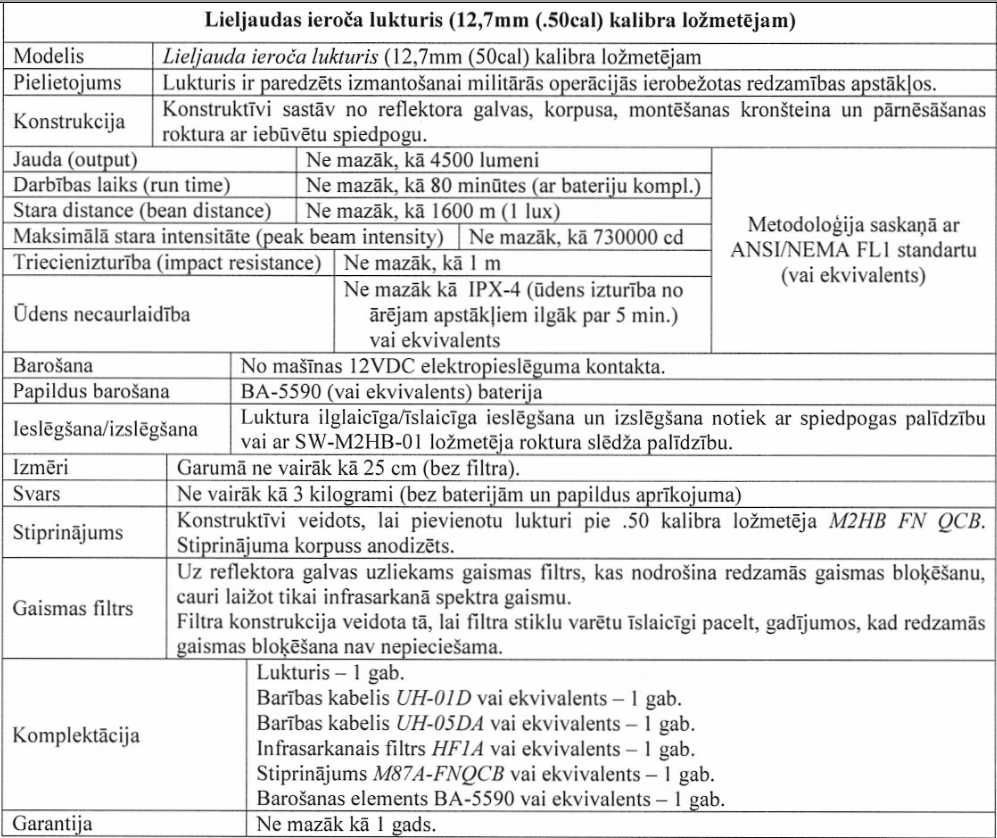 Lieljaudas ieroča lukturis (12,7mm (.50cal) kalibra ložmetējam)
Modelis Lieljauda ieroča lukturis (12,7mm (50cal) kalibra ložmetējam
Pielietojums Lukturis ir paredzēts izmantošanai militārās operācijās ierobežotas redzamības apstākļos.
Konstrukcija Konstruktīvi sastāv no reflektora galvas, korpusa, montēšanas kronšteina un pārnēsāšanas
roktura ar iebūvētu spiedpogu.
Jauda (output) Ne mazāk, kā 4500 lumeni
Darbības laiks (run time) Ne mazāk, kā 80 minūtes (ar bateriju kompl.)
Stara distance (bean distance) Ne mazāk, kā 1600 m (1 lux)
Maksimālā stara intensitāte (peak beam intensity) Ne mazāk, kā 730000 cd
Triecienizturība (impact resistance) Ne mazāk, kā 1 m
Ūdens necaurlaidība Ne mazāk kā IPX-4 (ūdens izturība no
ārējam apstākļiem ilgāk par 5 min.)
vai ekvivalents
Metodoloģija saskaņā ar
ANSI/NEMA FL1 standartu
(vai ekvivalents)
Barošana No mašīnas 12VDC elektropieslēguma kontakta.
Papildus barošana BA-5590 (vai ekvivalents) baterija
Ieslēgšana/izslēgšana Luktura ilglaicīga/īslaicīga ieslēgšana un izslēgšana notiek ar spiedpogas palīdzību
vai ar SW-M2HB-01 ložmetēja roktura slēdža palīdzību.
Izmēri Garumā ne vairāk kā 25 cm (bez filtra).
Svars Ne vairāk kā 3 kilogrami (bez baterijām un papildus aprīkojuma)
Stiprinājums Konstruktīvi veidots, lai pievienotu lukturi pie .50 kalibra ložmetēja M2HB FN QCB.
Stiprinājuma korpuss anodizēts.
Gaismas filtrs Uz reflektora galvas uzliekams gaismas filtrs, kas nodrošina redzamās gaismas bloķēšanu,
cauri laižot tikai infrasarkanā spektra gaismu.
Filtra konstrukcija veidota tā, lai filtra stiklu varētu īslaicīgi pacelt, gadījumos, kad redzamās
gaismas bloķēšana nav nepieciešama.
Komplektācija Lukturis – 1 gab.
Barības kabelis UH-01D vai ekvivalents – 1 gab.
Barības kabelis UH-05DA vai ekvivalents – 1 gab.
Infrasarkanais filtrs HF1A vai ekvivalents – 1 gab.
Stiprinājums M87A-FNQCB vai ekvivalents – 1 gab.
Barošanas elements BA-5590 vai ekvivalents – 1 gab.
Garantija Ne mazāk kā 1 gads.